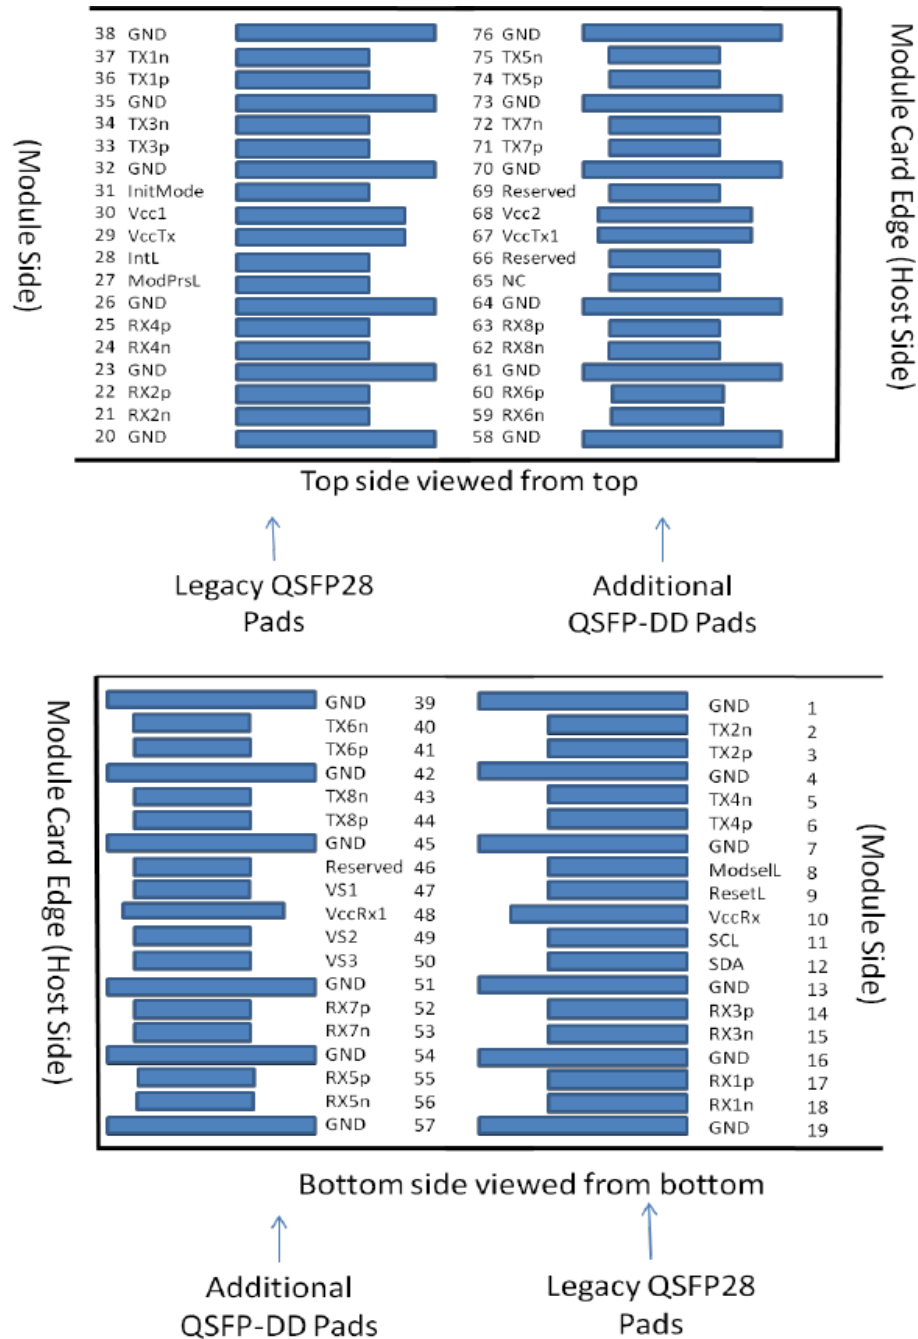 38 GND 76 GND
37 TX1n 75 TX5n
36 TX1p 74 TX5p
35 GND 73 GND
34 TX3n 72 TX7n
33 TX3p 71 TX7p
32 GND 70 GND
31 InitMode 69 Reserved
30 Vcc1 68 Vcc2
29 VccTx 67 VccTx1
28 IntL 66 Reserved
27 ModPrsL 65 NC
26 GND 64 GND
25 RX4p 63 RX8p
24 RX4n 62 RX8n
23 GND 61 GND
22 RX2p 60 RX6p
21 RX2n 59 RX6n
20 GND 58 GND
(Module Side)
Module Card Edge (Host Side)
Top side viewed from top
Legacy QSFP28
Pads
Additional
QSFP-DD Pads
GND 39 GND 1
TX6n 40 TX2n 2
TX6p 41 TX2p 3
GND 42 GND 4
TX8n 43 TX4n 5
TX8p 44 TX4p 6
GND 45 GND 7
Reserved 46 ModselL 8
VS1 47 ResetL 9
VccRx1 48 VccRx 10
VS2 49 SCL 11
VS3 50 SDA 12
GND 51 GND 13
RX7p 52 RX3p 14
RX7n 53 RX3n 15
GND 54 GND 16
RX5p 55 RX1p 17
RX5n 56 RX1n 18
GND 57 GND 19
Module Card Edge (Host Side)
(Module Side)
Bottom side viewed from bottom
Additional
QSFP-DD Pads
Legacy QSFP28
Pads